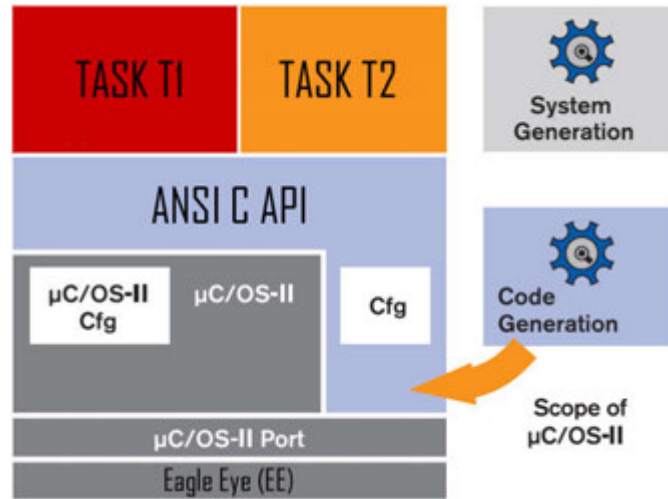 TASK T1
TASK T2
System
Generation
ANSI C API
µC/OS-II
Cfg
µC/OS-II
Cfg
Code
Generation
Scope of
µC/OS-II
µC/OS-II Port
Eagle Eye (EE)